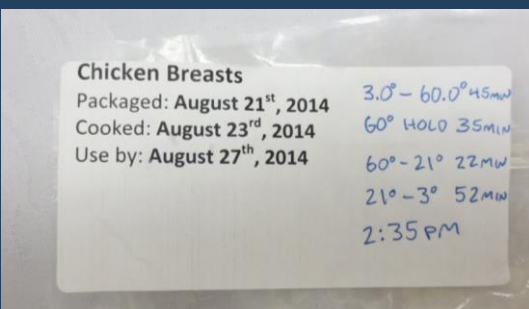 Chicken Breasts
Packaged: August 21st, 2014
Cooked: August 23rd, 2014
Use by: August 27th, 2014
3.0° - 60.0° 45MIN
60° HOLD 35MIN
60° - 21° 22MIN
21° - 3° 52MIN
2:35 PM